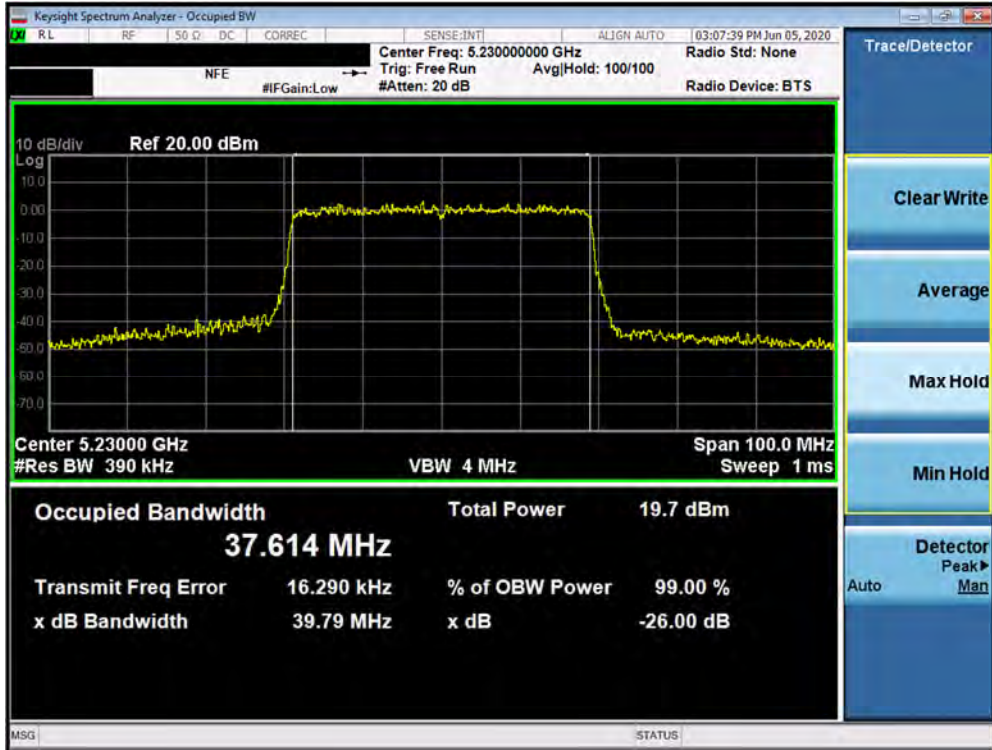 Keysight Spectrum Analyzer - Occupied BW
LXI RL RF 50 Ω DC CORREC SENSE:INT ALIGN AUTO 03:07:39 PM Jun 05, 2020
Center Freq: 5.230000000 GHz Radio Std: None
NFE Trig: Free Run Avg|Hold: 100/100
#IFGain:Low #Atten: 20 dB Radio Device: BTS
10 dB/div Ref 20.00 dBm
Log
10.0
0.00
-10.0
-20.0
-30.0
-40.0
-50.0
-60.0
-70.0
Center 5.23000 GHz Span 100.0 MHz
#Res BW 390 kHz VBW 4 MHz Sweep 1 ms
Occupied Bandwidth Total Power 19.7 dBm
37.614 MHz
Transmit Freq Error 16.290 kHz % of OBW Power 99.00 %
x dB Bandwidth 39.79 MHz x dB -26.00 dB
MSG STATUS
Trace/Detector
Clear Write
Average
Max Hold
Min Hold
Detector
Peak▶
Auto Man